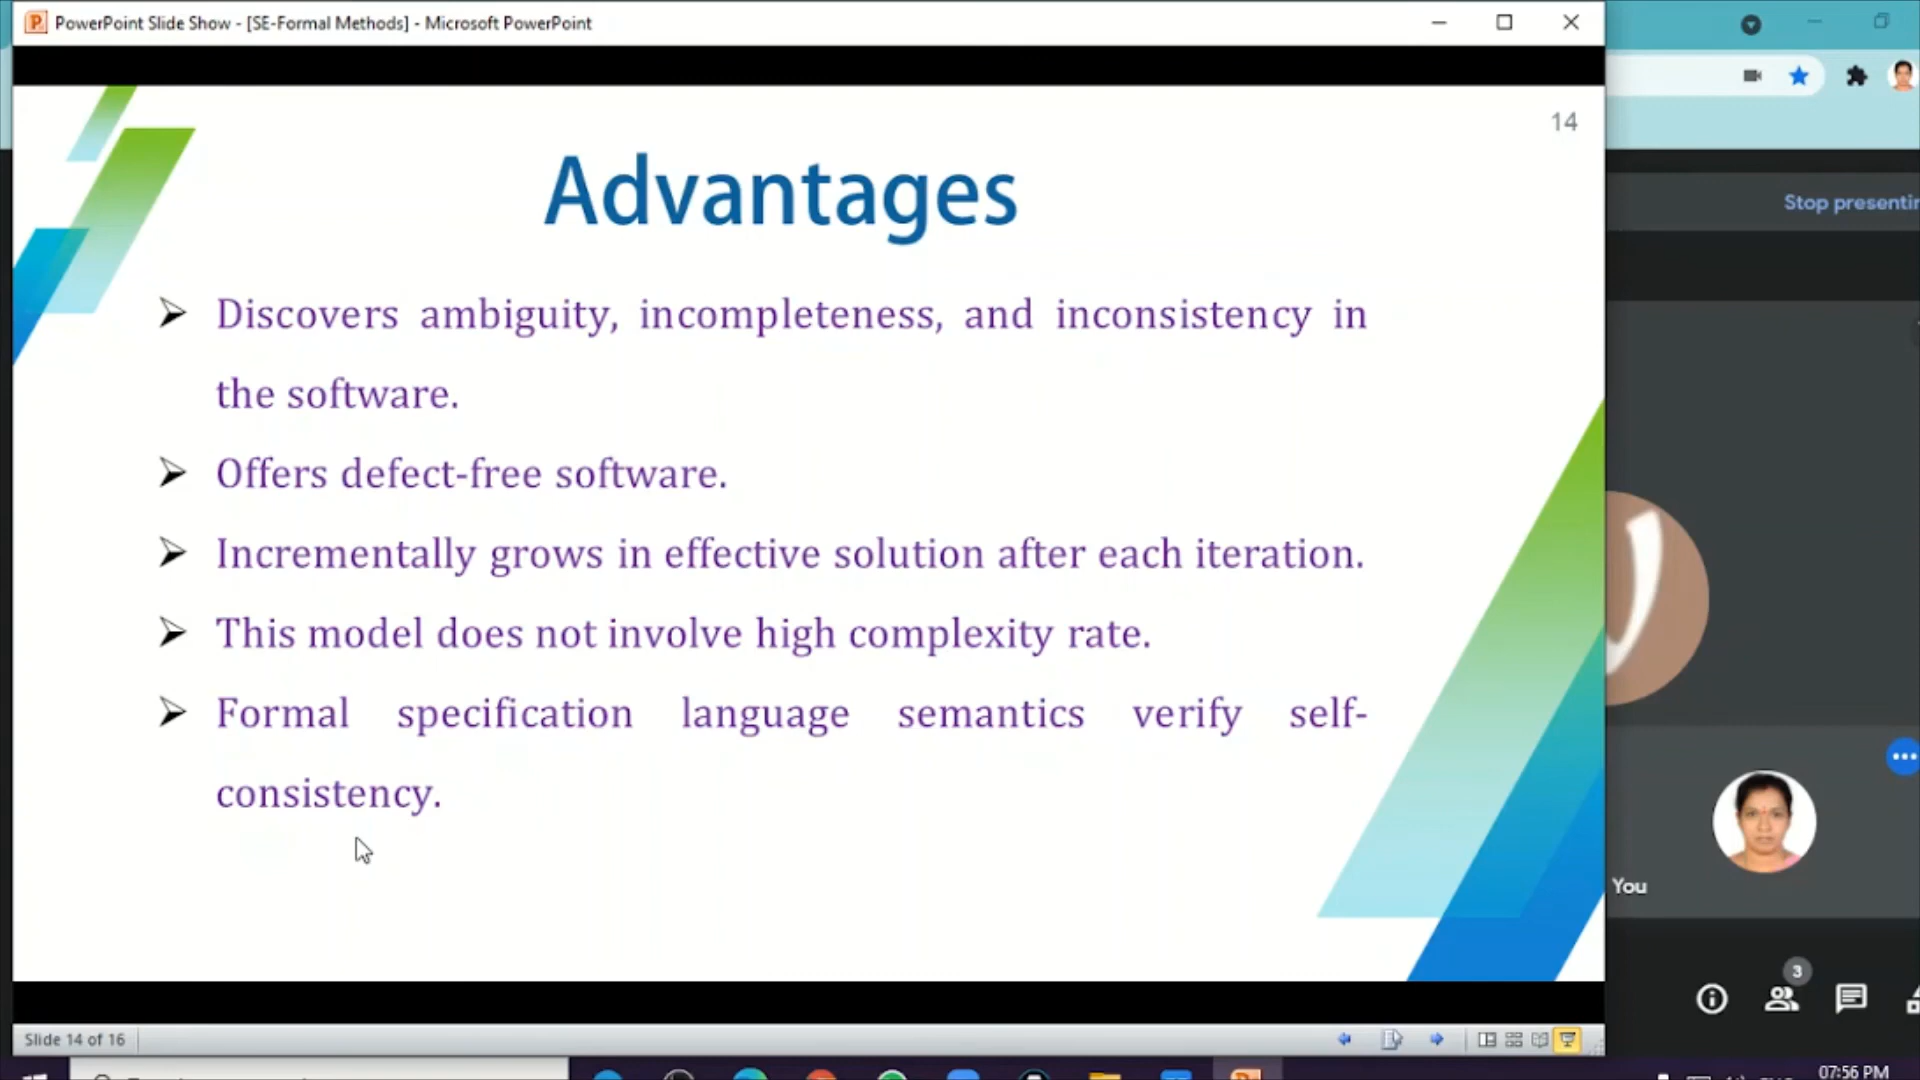 PowerPoint Slide Show - [SE-Formal Methods] - Microsoft PowerPoint
14
Advantages
Stop presentin
Discovers ambiguity, incompleteness, and inconsistency in
the software.
Offers defect-free software.
Incrementally grows in effective solution after each iteration.
This model does not involve high complexity rate.
Formal specification language semantics verify self-
consistency.
You
3
Slide 14 of 16
07:56 PM